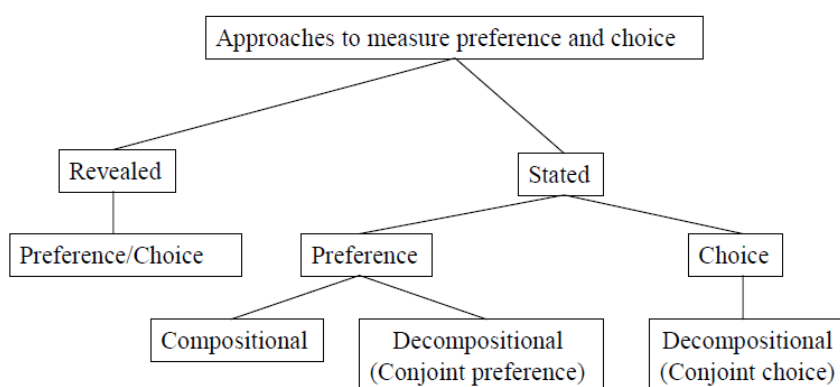 Approaches to measure preference and choice
Revealed
Stated
Preference/Choice
Preference
Choice
Compositional
Decompositional
(Conjoint preference)
Decompositional
(Conjoint choice)